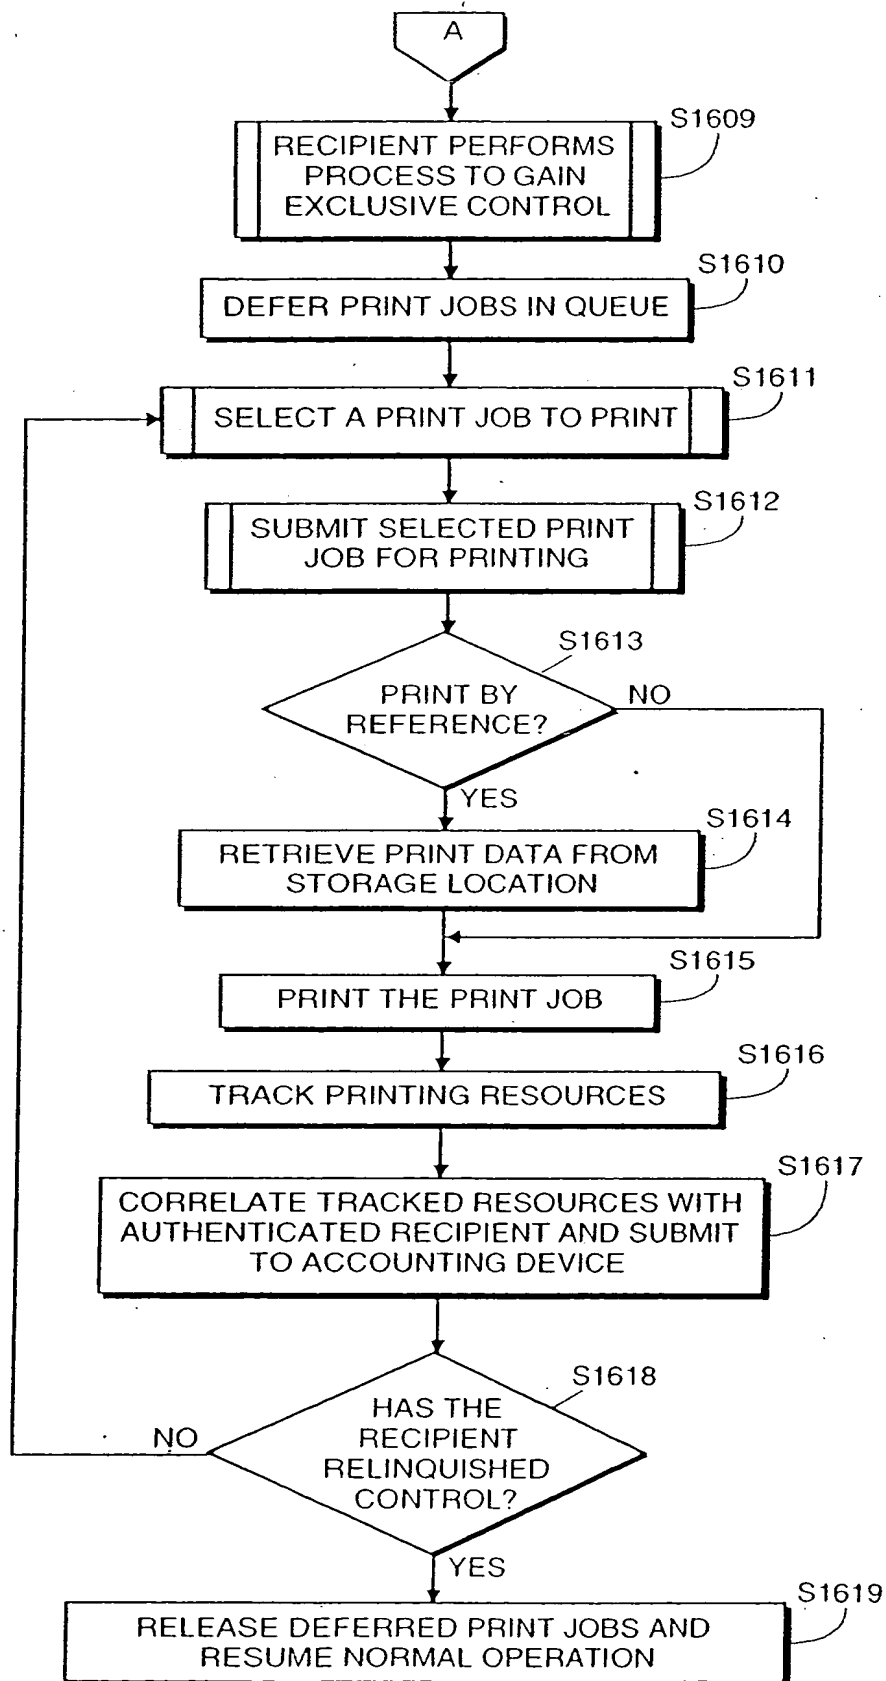 A
S1609
RECIPIENT PERFORMS
PROCESS TO GAIN
EXCLUSIVE CONTROL
S1610
DEFER PRINT JOBS IN QUEUE
S1611
SELECT A PRINT JOB TO PRINT
S1612
SUBMIT SELECTED PRINT
JOB FOR PRINTING
S1613
PRINT BY
REFERENCE?
NO
YES
S1614
RETRIEVE PRINT DATA FROM
STORAGE LOCATION
S1615
PRINT THE PRINT JOB
S1616
TRACK PRINTING RESOURCES
S1617
CORRELATE TRACKED RESOURCES WITH
AUTHENTICATED RECIPIENT AND SUBMIT
TO ACCOUNTING DEVICE
S1618
HAS THE
RECIPIENT
RELINQUISHED
CONTROL?
NO
YES
S1619
RELEASE DEFERRED PRINT JOBS AND
RESUME NORMAL OPERATION